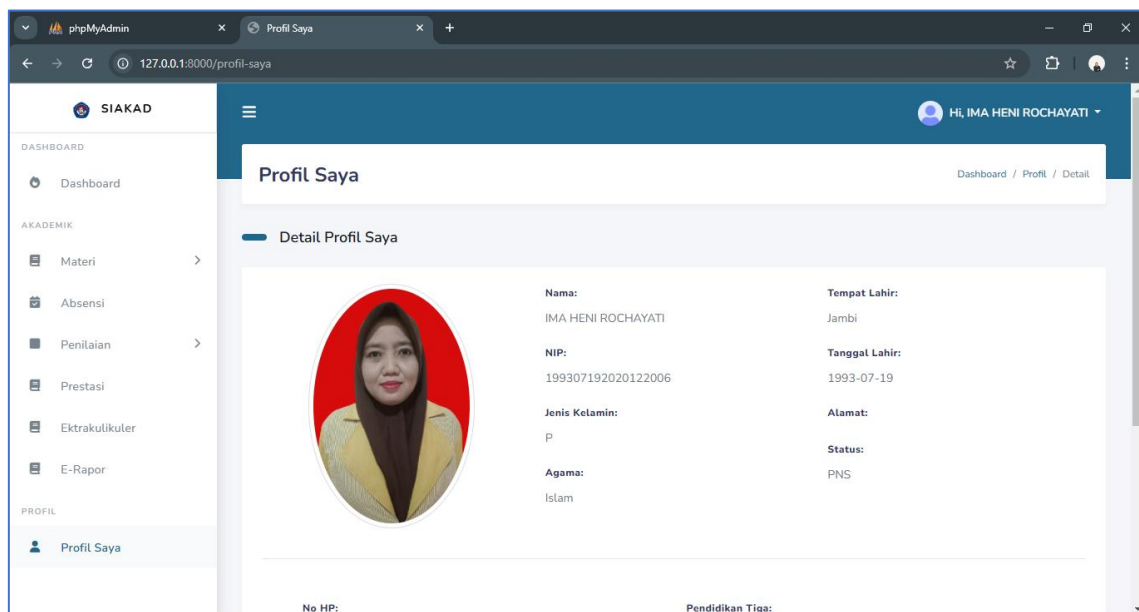 phpMyAdmin
Profil Saya
127.0.0.1:8000/profil-saya
SIAKAD
Hi, IMA HENI ROCHAYATI
DASHBOARD
Dashboard
AKADEMIK
Materi
Absensi
Penilaian
Prestasi
Ektrakulikuler
E-Rapor
PROFIL
Profil Saya
Profil Saya
Dashboard / Profil / Detail
Detail Profil Saya
Nama:
IMA HENI ROCHAYATI
NIP:
199307192020122006
Jenis Kelamin:
P
Agama:
Islam
Tempat Lahir:
Jambi
Tanggal Lahir:
1993-07-19
Alamat:
Status:
PNS
No HP:
Pendidikan Tiga: